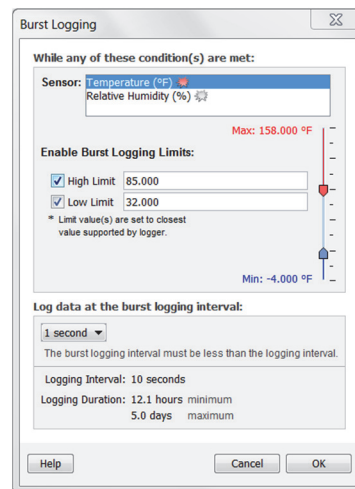 Burst Logging
While any of these condition(s) are met:
Sensor: Temperature (°F)
Relative Humidity (%)
Max: 158.000 °F
Enable Burst Logging Limits:
High Limit 85.000
Low Limit 32.000
* Limit value(s) are set to closest
value supported by logger.
Min: -4.000 °F
Log data at the burst logging interval:
1 second
The burst logging interval must be less than the logging interval.
Logging Interval: 10 seconds
Logging Duration: 12.1 hours minimum
5.0 days maximum
Help Cancel OK